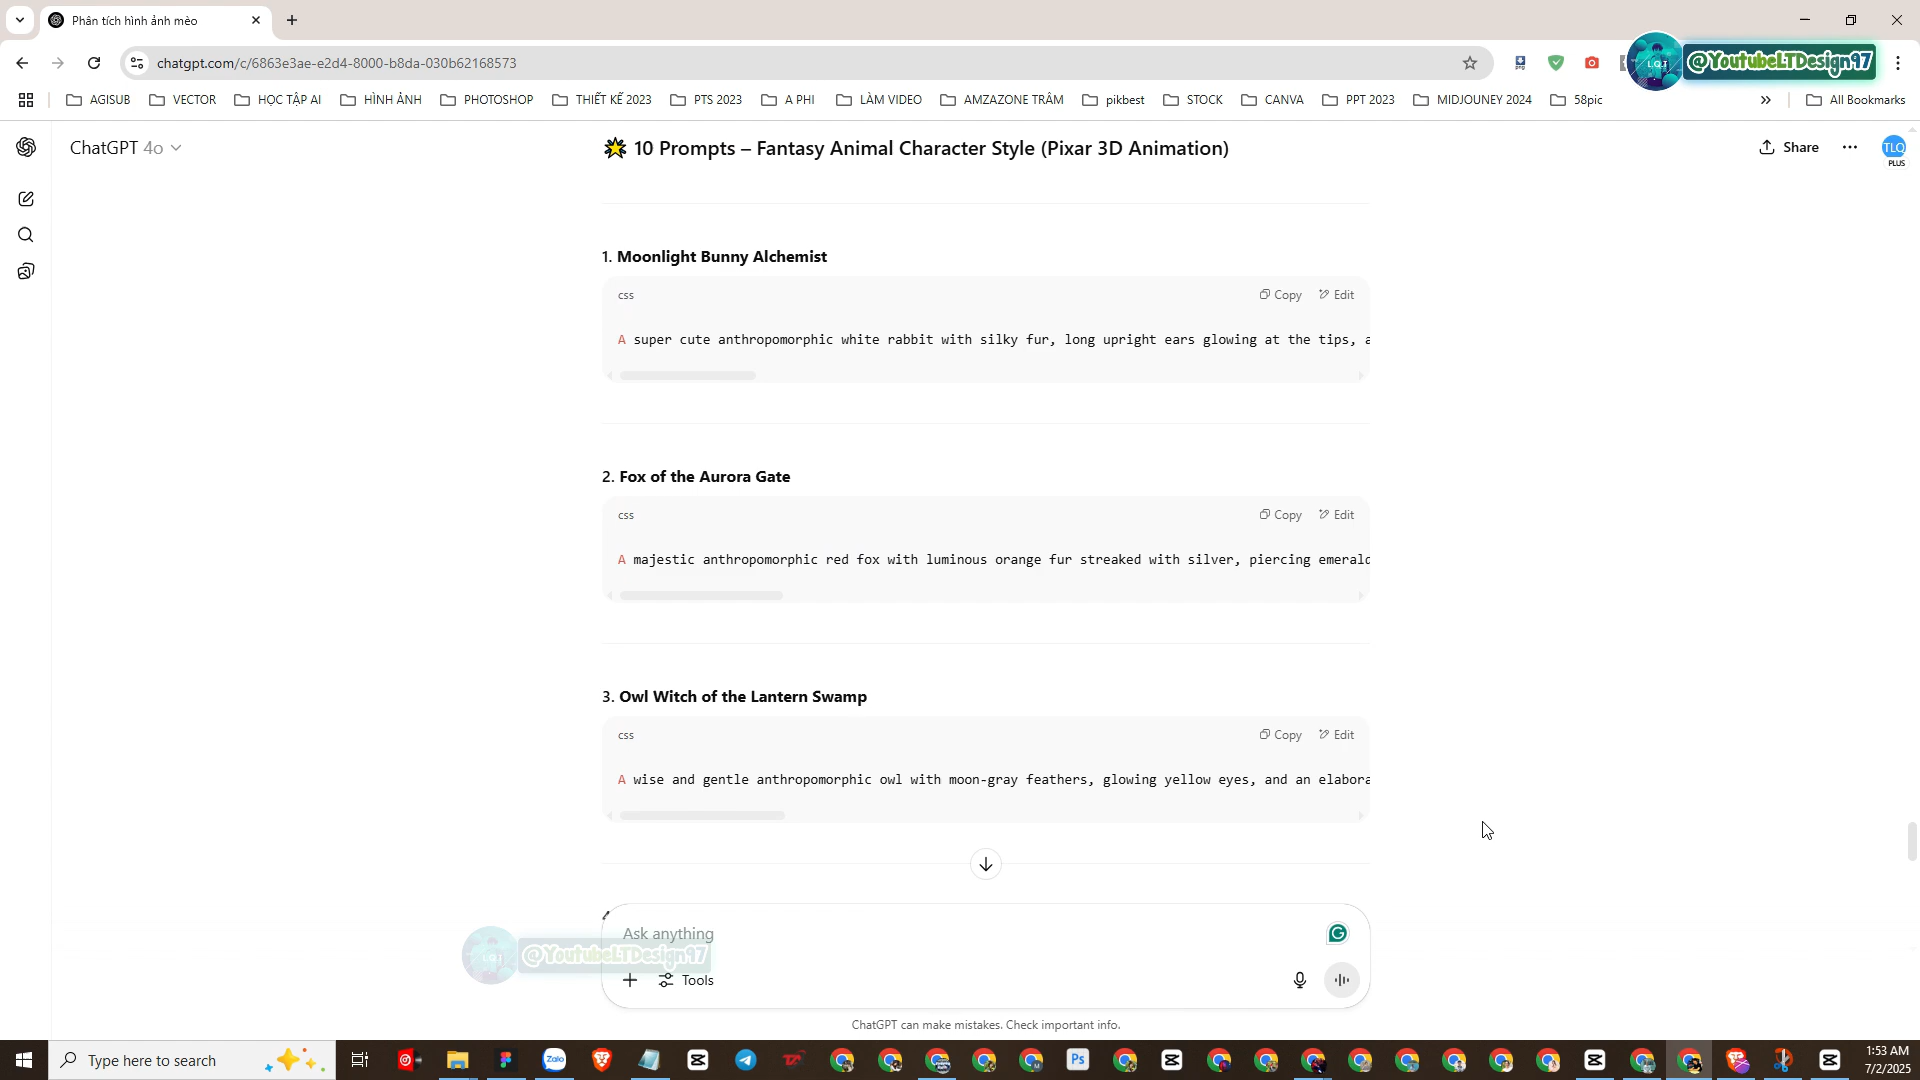 Phân tích hình ảnh mèo
chatgpt.com/c/6863e3ae-e2d4-8000-b8da-030b62168573
@YoutubeLTDesign97
AGISUB
VECTOR
HỌC TẬP AI
HÌNH ẢNH
PHOTOSHOP
THIẾT KẾ 2023
PTS 2023
A PHI
LÀM VIDEO
AMZAZONE TRÂM
pikbest
STOCK
CANVA
PPT 2023
MIDJOUNEY 2024
58pic
All Bookmarks
ChatGPT 4o
10 Prompts – Fantasy Animal Character Style (Pixar 3D Animation)
Share
TLQ
PLUS
1. Moonlight Bunny Alchemist
css
Copy
Edit
A super cute anthropomorphic white rabbit with silky fur, long upright ears glowing at the tips, a
2. Fox of the Aurora Gate
css
Copy
Edit
A majestic anthropomorphic red fox with luminous orange fur streaked with silver, piercing emerald
3. Owl Witch of the Lantern Swamp
css
Copy
Edit
A wise and gentle anthropomorphic owl with moon-gray feathers, glowing yellow eyes, and an elabora
Ask anything
@YoutubeLTDesign97
Tools
ChatGPT can make mistakes. Check important info.
Type here to search
Zalo
Ps
1:53 AM
7/2/2025